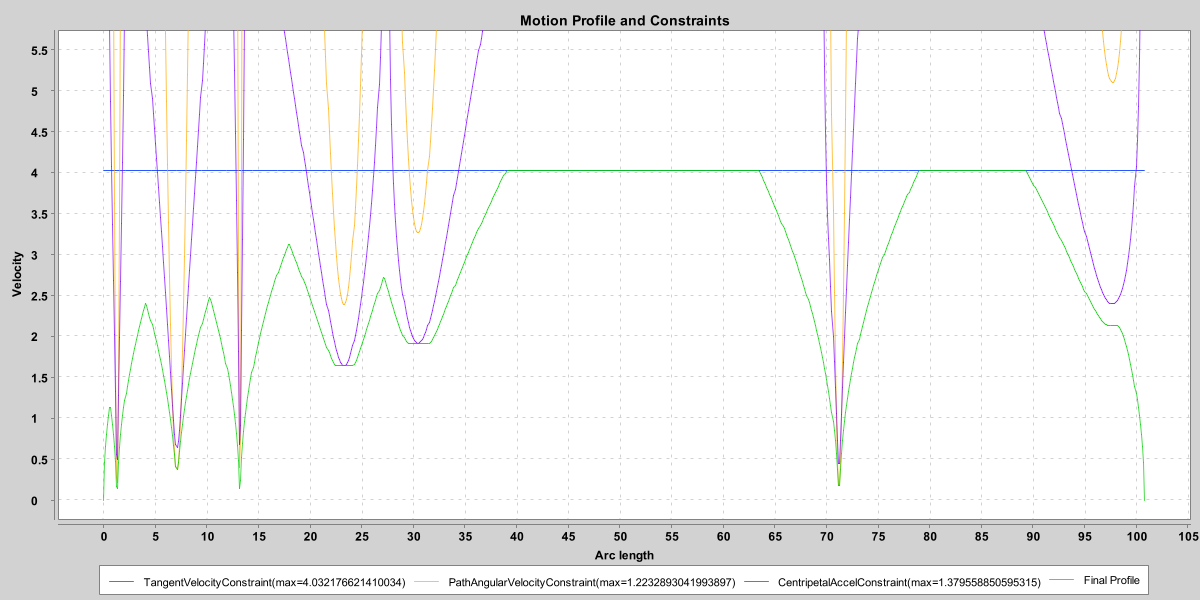 Motion Profile and Constraints
5.5
5
4.5
4
3.5
3
2.5
2
1.5
1
0.5
0
Velocity
0 5 10 15 20 25 30 35 40 45 50 55 60 65 70 75 80 85 90 95 100 105
Arc length
TangentVelocityConstraint(max=4.032176621410034) PathAngularVelocityConstraint(max=1.2232893041993897) CentripetalAccelConstraint(max=1.379558850595315) Final Profile